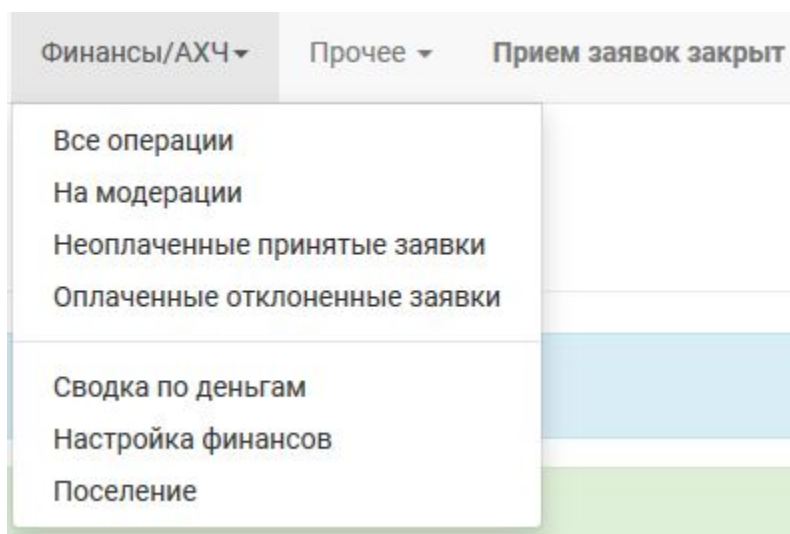 Финансы/АХЧ Прочее Прием заявок закрыт
Все операции
На модерации
Неоплаченные принятые заявки
Оплаченные отклоненные заявки
Сводка по деньгам
Настройка финансов
Поселение